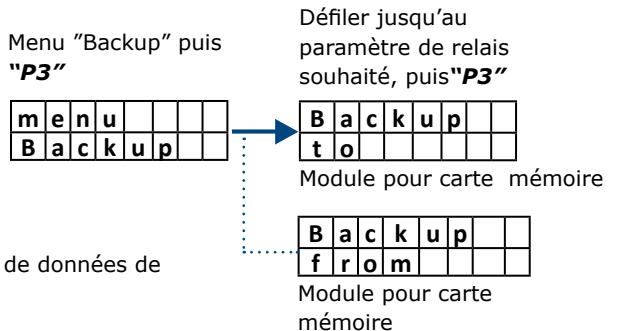 Menu ”Backup” puis
“P3”
menu
Backup
Défiler jusqu’au
paramètre de relais
souhaité, puis“P3”
Backup
to
Module pour carte mémoire
Backup
from
Module pour carte
mémoire
de données de